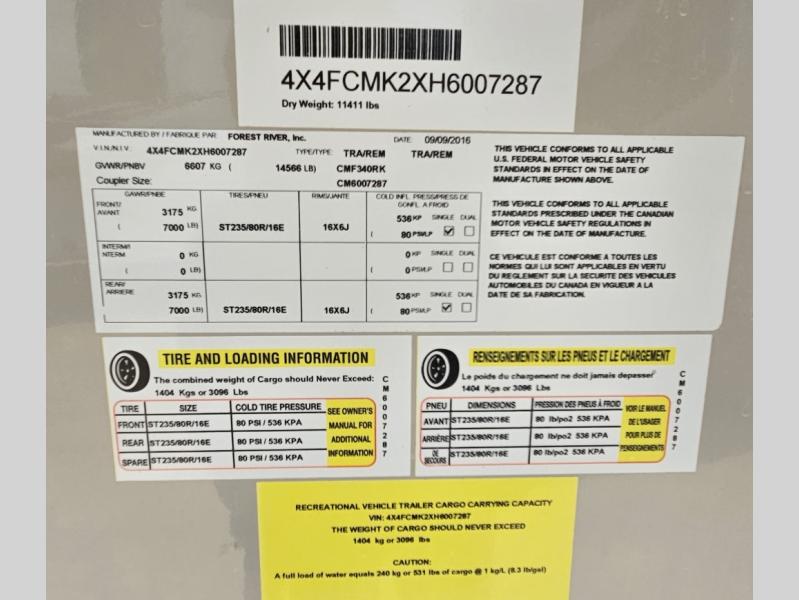 4X4FCMK2XH6007287
Dry Weight: 11411 lbs
MANUFACTURED BY / FABRIQUE PAR: FOREST RIVER, Inc. DATE: 09/09/2016
V.I.N./N.I.V.: 4X4FCMK2XH6007287 TYPE/TYPE: TRA/REM TRA/REM
GVWR/PNBV 6607 KG ( 14566 LB) CMF340RK
Coupler Size: CM6007287
GAWR/PNBE TIRES/PNEU RIMS/JANTE COLD INFL. PRESS/PRESS DE GONFL. A FROID
FRONT/
AVANT 3175 KG 536 KP SINGLE DUAL
( 7000 LB) ST235/80R/16E 16X6J ( 80 PSI/LP
INTERM/
NTERM 0 KG 0 KP SINGLE DUAL
( 0 LB) ( 0 PSI/LP
REAR/
ARRIERE 3175 KG 536 KP SINGLE DUAL
7000 LB) ST235/80R/16E 16X6J ( 80 PSI/LP
THIS VEHICLE CONFORMS TO ALL APPLICABLE
U.S. FEDERAL MOTOR VEHICLE SAFETY
STANDARDS IN EFFECT ON THE DATE OF
MANUFACTURE SHOWN ABOVE.
THIS VEHICLE CONFORMS TO ALL APPLICABLE
STANDARDS PRESCRIBED UNDER THE CANADIAN
MOTOR VEHICLE SAFETY REGULATIONS IN
EFFECT ON THE DATE OF MANUFACTURE.
CE VEHICULE EST CONFORME A TOUTES LES
NORMES QUI LUI SONT APPLICABLES EN VERTU
DU REGLEMENT SUR LA SECURITE DES VEHICULES
AUTOMOBILES DU CANADA EN VIGUEUR A LA
DATE DE SA FABRICATION.
TIRE AND LOADING INFORMATION
The combined weight of Cargo should Never Exceed:
1404 Kgs or 3096 Lbs
TIRE SIZE COLD TIRE PRESSURE
FRONT ST235/80R/16E 80 PSI / 536 KPA
REAR ST235/80R/16E 80 PSI / 536 KPA
SPARE ST235/80R/16E 80 PSI / 536 KPA
SEE OWNER'S
MANUAL FOR
ADDITIONAL
INFORMATION
CM6007287
RENSEIGNEMENTS SUR LES PNEUS ET LE CHARGEMENT
Le poids du chargement ne doit jamais depasser
1404 Kgs or 3096 Lbs
PNEU DIMENSIONS PRESSION DES PNEUS À FROID
AVANT ST235/80R/16E 80 lb/po2 536 KPA
ARRIÈRE ST235/80R/16E 80 lb/po2 536 KPA
DE SECOURS ST235/80R/16E 80 lb/po2 536 KPA
VOIR LE MANUEL
DE L'USAGER
POUR PLUS DE
RENSEIGNEMENTS
CM6007287
RECREATIONAL VEHICLE TRAILER CARGO CARRYING CAPACITY
VIN: 4X4FCMK2XH6007287
THE WEIGHT OF CARGO SHOULD NEVER EXCEED
1404 kg or 3096 lbs
CAUTION:
A full load of water equals 240 kg or 531 lbs of cargo @ 1 kg/L (8.3 lb/gal)